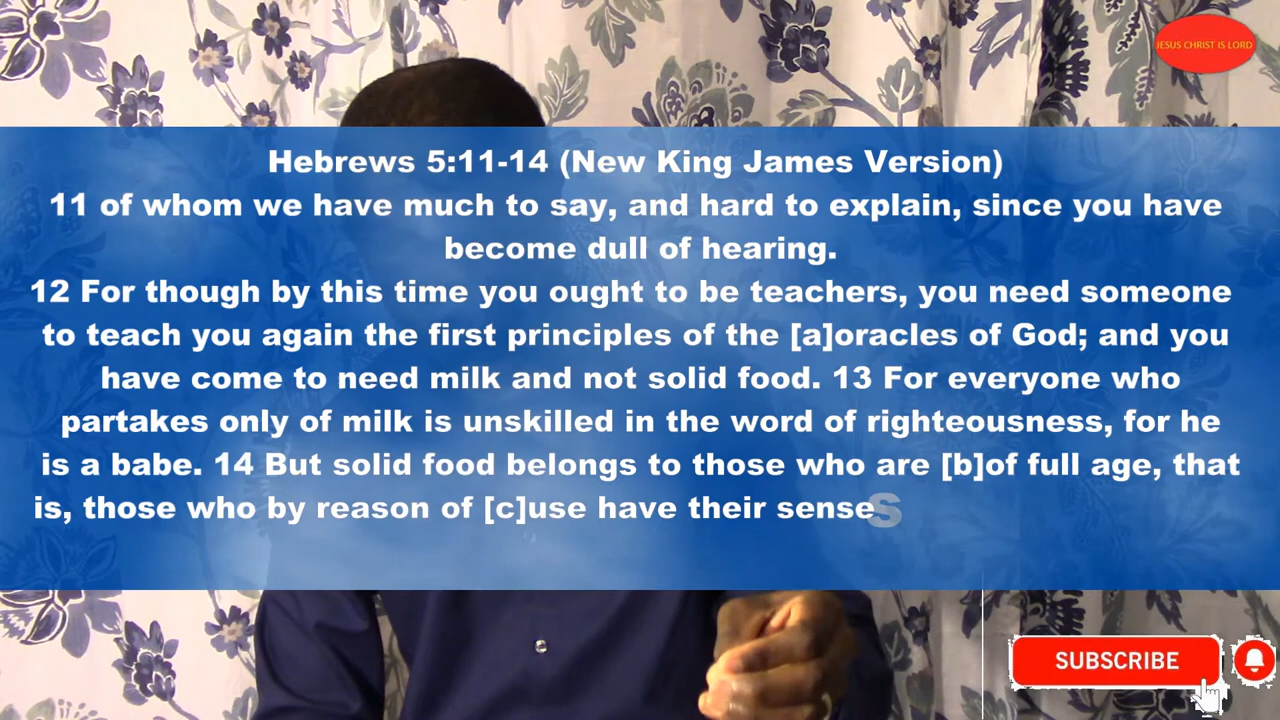 JESUS CHRIST IS LORD
Hebrews 5:11-14 (New King James Version)
11 of whom we have much to say, and hard to explain, since you have
become dull of hearing.
12 For though by this time you ought to be teachers, you need someone
to teach you again the first principles of the [a]oracles of God; and you
have come to need milk and not solid food. 13 For everyone who
partakes only of milk is unskilled in the word of righteousness, for he
is a babe. 14 But solid food belongs to those who are [b]of full age, that
is, those who by reason of [c]use have their senses
SUBSCRIBE